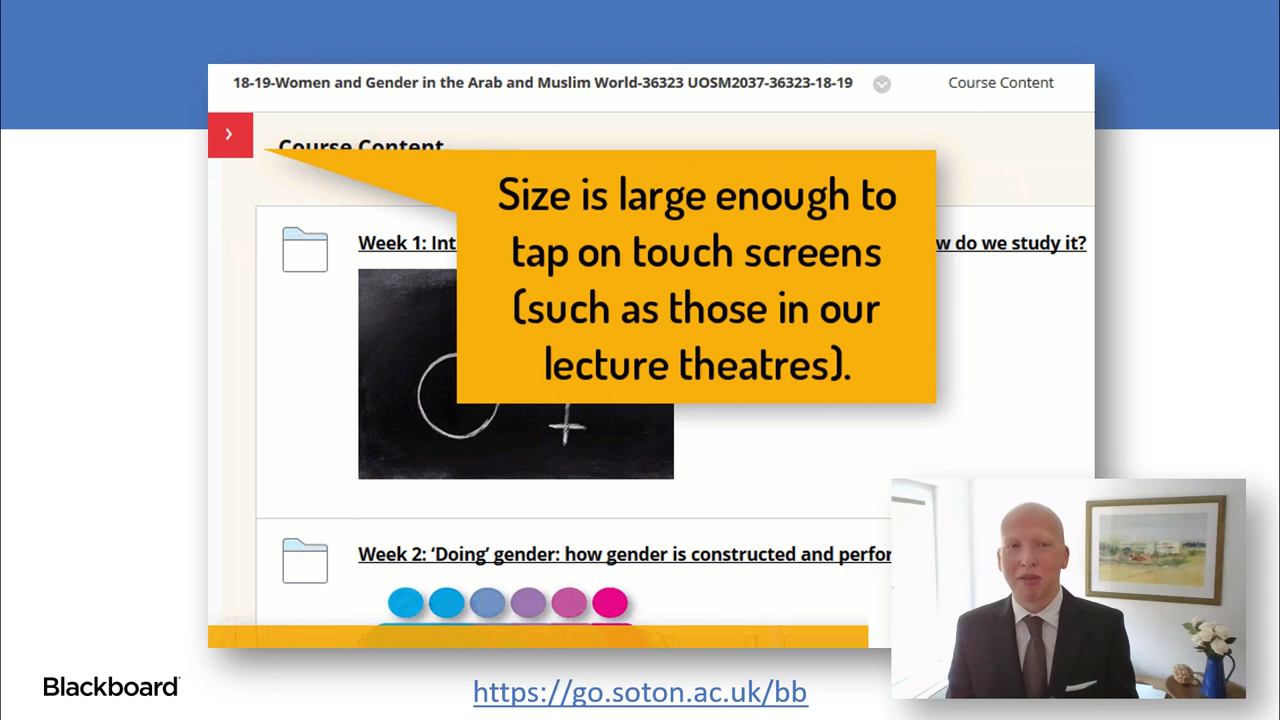 18-19-Women and Gender in the Arab and Muslim World-36323 UOSM2037-36323-18-19
Course Content
Course Content
Size is large enough to
tap on touch screens
(such as those in our
lecture theatres).
Week 1: Int
w do we study it?
Week 2: ‘Doing’ gender: how gender is constructed and perfor
Blackboard
https://go.soton.ac.uk/bb